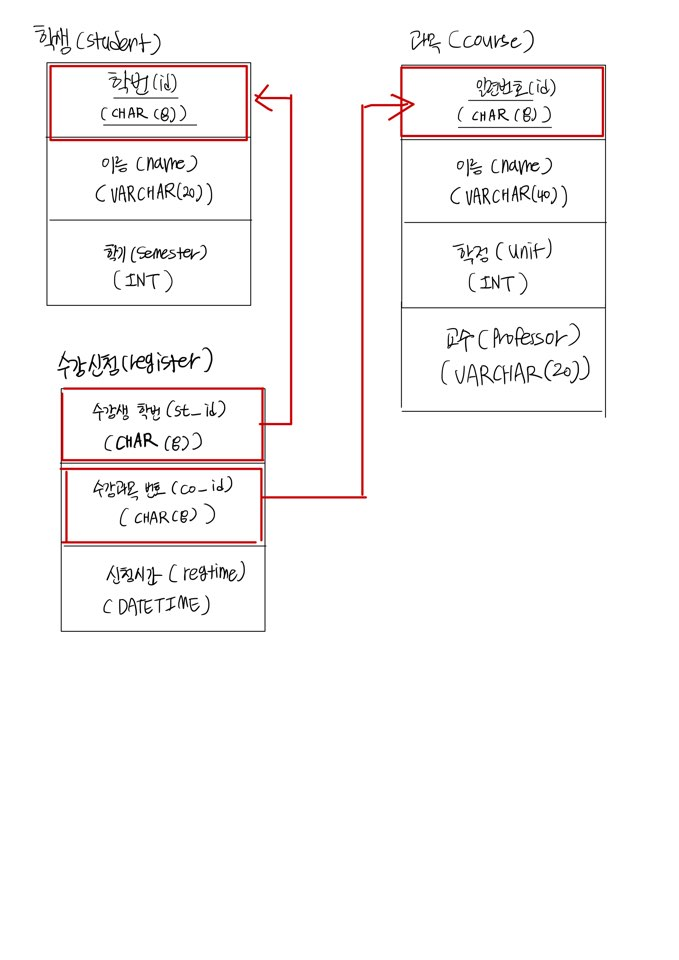 학생(student)
학번(id)
(CHAR(8))
이름(name)
(VARCHAR(20))
학기(semester)
(INT)
과목(course)
일련번호(id)
(CHAR(8))
이름(name)
(VARCHAR(40))
학점(unit)
(INT)
교수(professor)
(VARCHAR(20))
수강신청(register)
수강생 학번(st_id)
(CHAR(8))
수강과목 번호(co_id)
(CHAR(8))
신청시간(regtime)
(DATETIME)